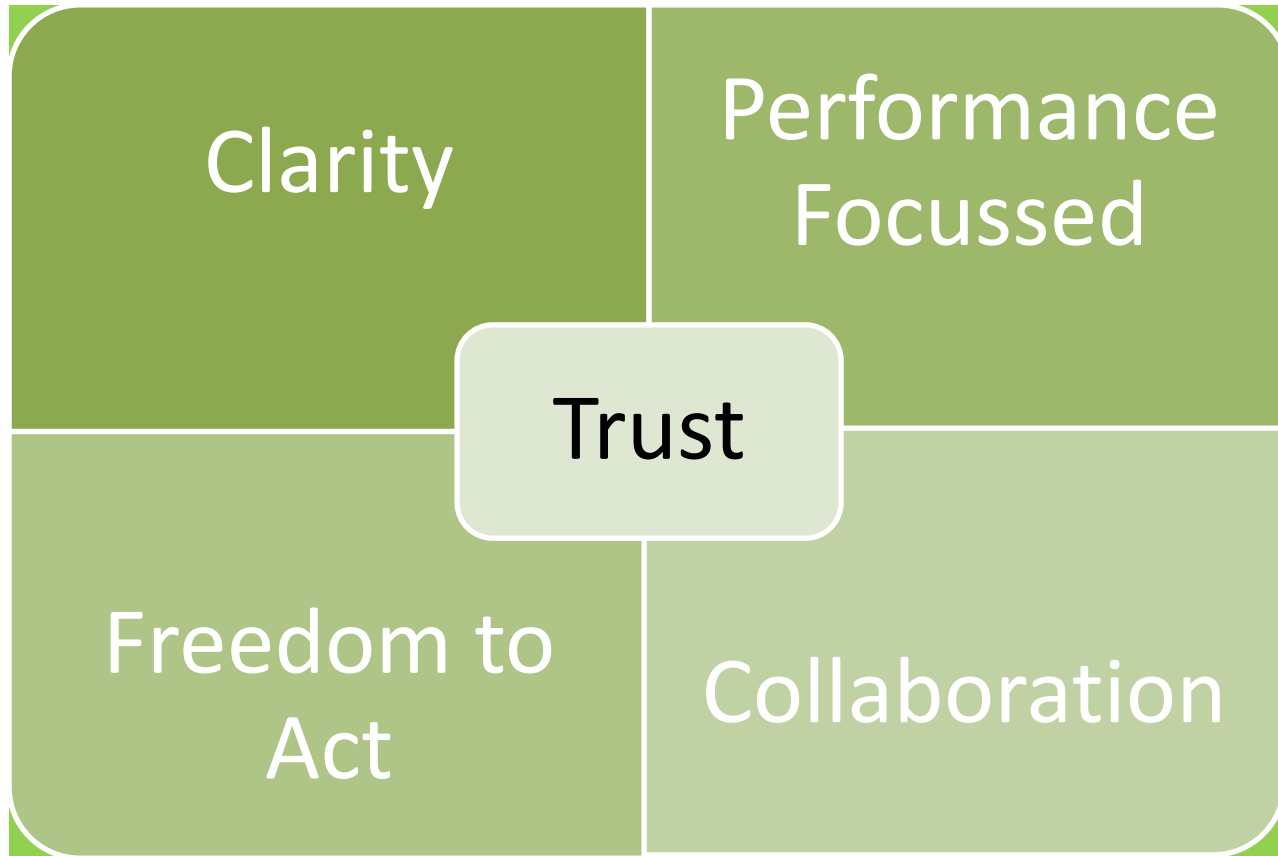 Clarity
Performance
Focussed
Trust
Freedom to
Act
Collaboration